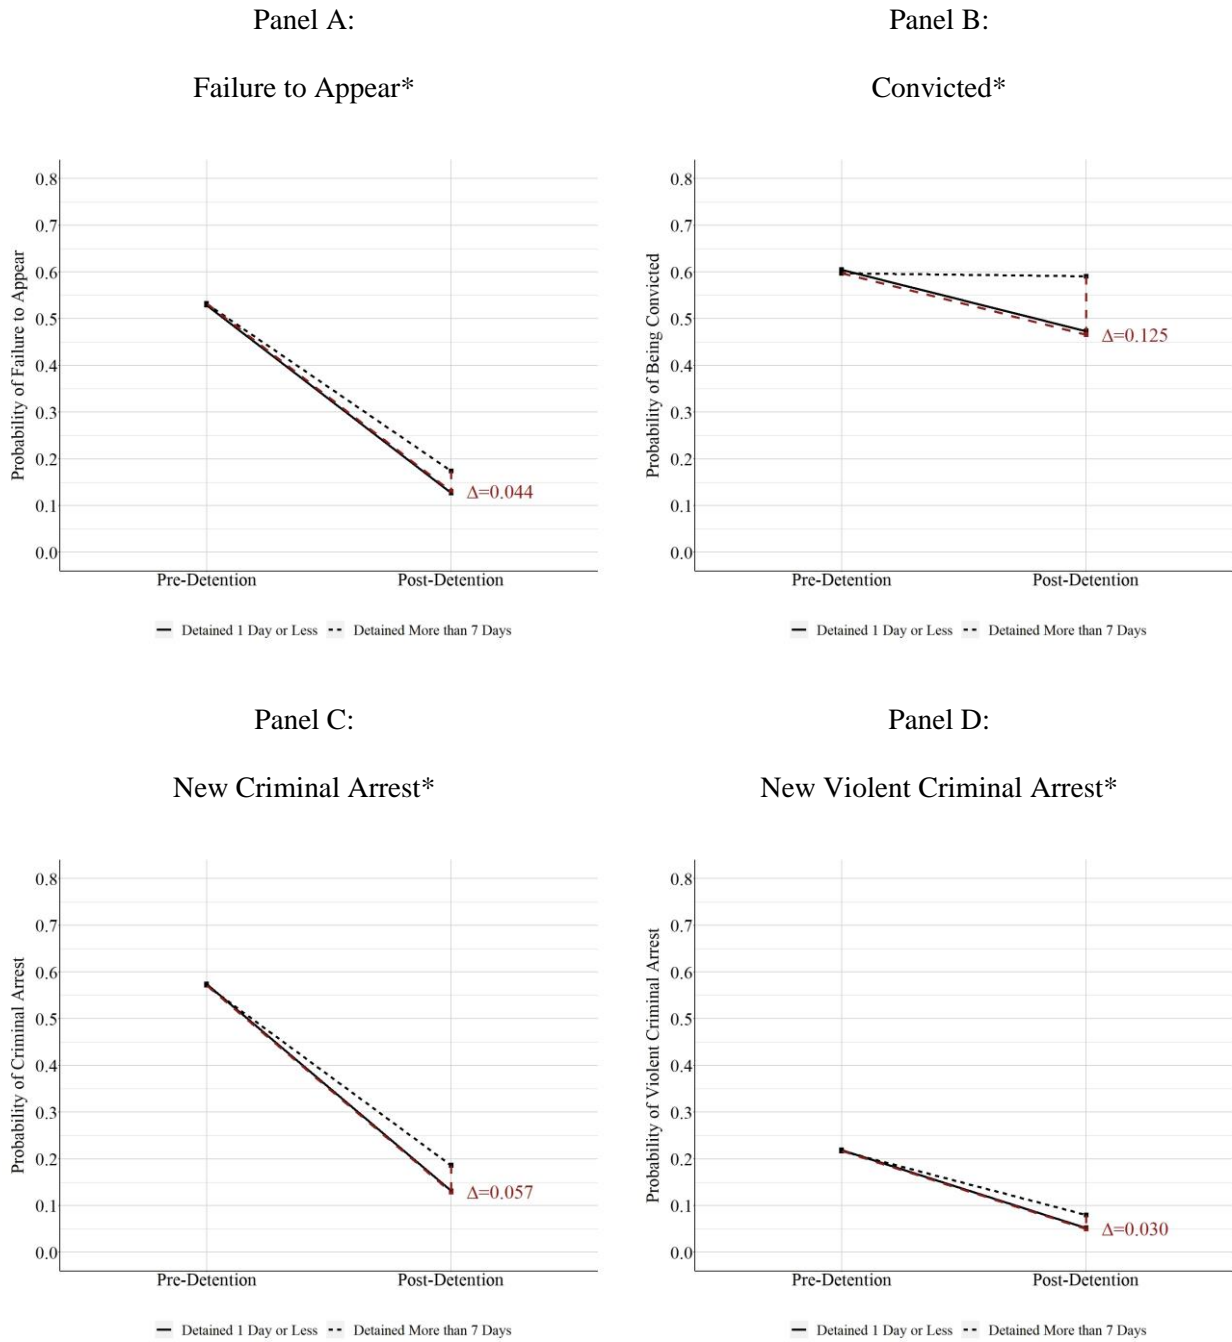 Panel A:
Failure to Appear*
Probability of Failure to Appear
0.8
0.7
0.6
0.5
0.4
0.3
0.2
0.1
0.0
Δ=0.044
Pre-Detention Post-Detention
Detained 1 Day or Less Detained More than 7 Days
Panel B:
Convicted*
Probability of Being Convicted
0.8
0.7
0.6
0.5
0.4
0.3
0.2
0.1
0.0
Δ=0.125
Pre-Detention Post-Detention
Detained 1 Day or Less Detained More than 7 Days
Panel C:
New Criminal Arrest*
Probability of Criminal Arrest
0.8
0.7
0.6
0.5
0.4
0.3
0.2
0.1
0.0
Δ=0.057
Pre-Detention Post-Detention
Detained 1 Day or Less Detained More than 7 Days
Panel D:
New Violent Criminal Arrest*
Probability of Violent Criminal Arrest
0.8
0.7
0.6
0.5
0.4
0.3
0.2
0.1
0.0
Δ=0.030
Pre-Detention Post-Detention
Detained 1 Day or Less Detained More than 7 Days